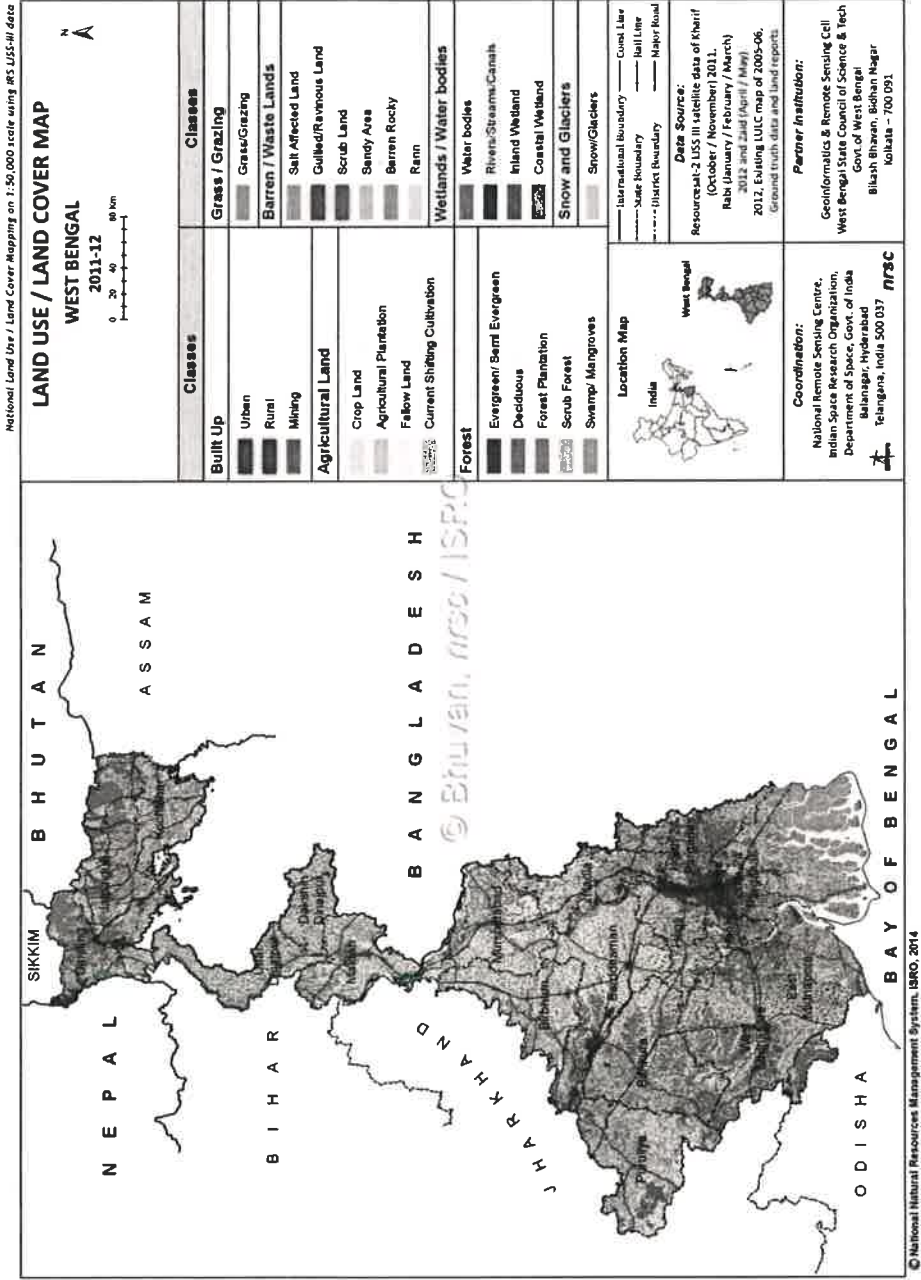 National Land Use / Land Cover Mapping on 1:50,000 scale using IRS LISS-III data
LAND USE / LAND COVER MAP
WEST BENGAL
2011-12
N
0 20 40 80 Km
Classes
Built Up
Urban
Rural
Mining
Agricultural Land
Crop Land
Agricultural Plantation
Fallow Land
Current Shifting Cultivation
Forest
Evergreen/ Semi Evergreen
Deciduous
Forest Plantation
Scrub Forest
Swamp/ Mangroves
Classes
Grass / Grazing
Grass/Grazing
Barren / Waste Lands
Salt Affected Land
Gullied/Ravinous Land
Scrub Land
Sandy Area
Barren Rocky
Rann
Wetlands / Water bodies
Water bodies
Rivers/Streams/Canals
Inland Wetland
Coastal Wetland
Snow and Glaciers
Snow/Glaciers
Location Map
India
West Bengal
International Boundary
Coast Line
State Boundary
Rail Line
District Boundary
Major Road
Data Source:
Resourcesat-2 LISS III satellite data of Kharif
(October / November) 2011,
Rabi (January / February / March)
2012 and Zaid (April / May)
2012, Existing LULC map of 2005-06,
Ground truth data and land reports
Coordination:
National Remote Sensing Centre,
Indian Space Research Organization,
Department of Space, Govt. of India
Balanagar, Hyderabad
Telangana, India 500 037
nrsc
Partner Institution:
Geoinformatics & Remote Sensing Cell
West Bengal State Council of Science & Tech
Govt. of West Bengal
Bikash Bhavan, Bidhan Nagar
Kolkata – 700 091
SIKKIM
BHUTAN
NEPAL
ASSAM
BIHAR
BANGLADESH
JHARKHAND
ODISHA
BAY OF BENGAL
Dakshin
Dinajpur
Murshidabad
Birbhum
Barddhaman
Bankura
Puruliya
Nadia
East
Midnapore
© Bhuvan, nrsc / ISRO
© National Natural Resources Management System, ISRO, 2014